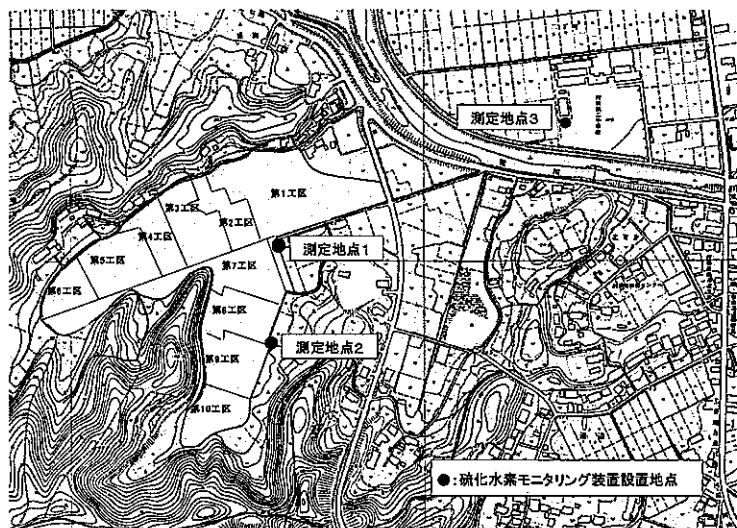 測定地点3
第1工区
第3工区
第2工区
第4工区
測定地点1
第5工区
第7工区
第6工区
第8工区
測定地点2
第9工区
第10工区
●:硫化水素モニタリング装置設置地点